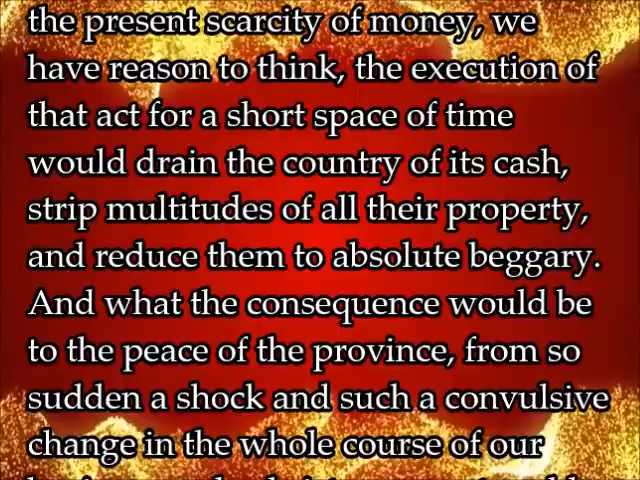 the present scarcity of money, we
have reason to think, the execution of
that act for a short space of time
would drain the country of its cash,
strip multitudes of all their property,
and reduce them to absolute beggary.
And what the consequence would be
to the peace of the province, from so
sudden a shock and such a convulsive
change in the whole course of our